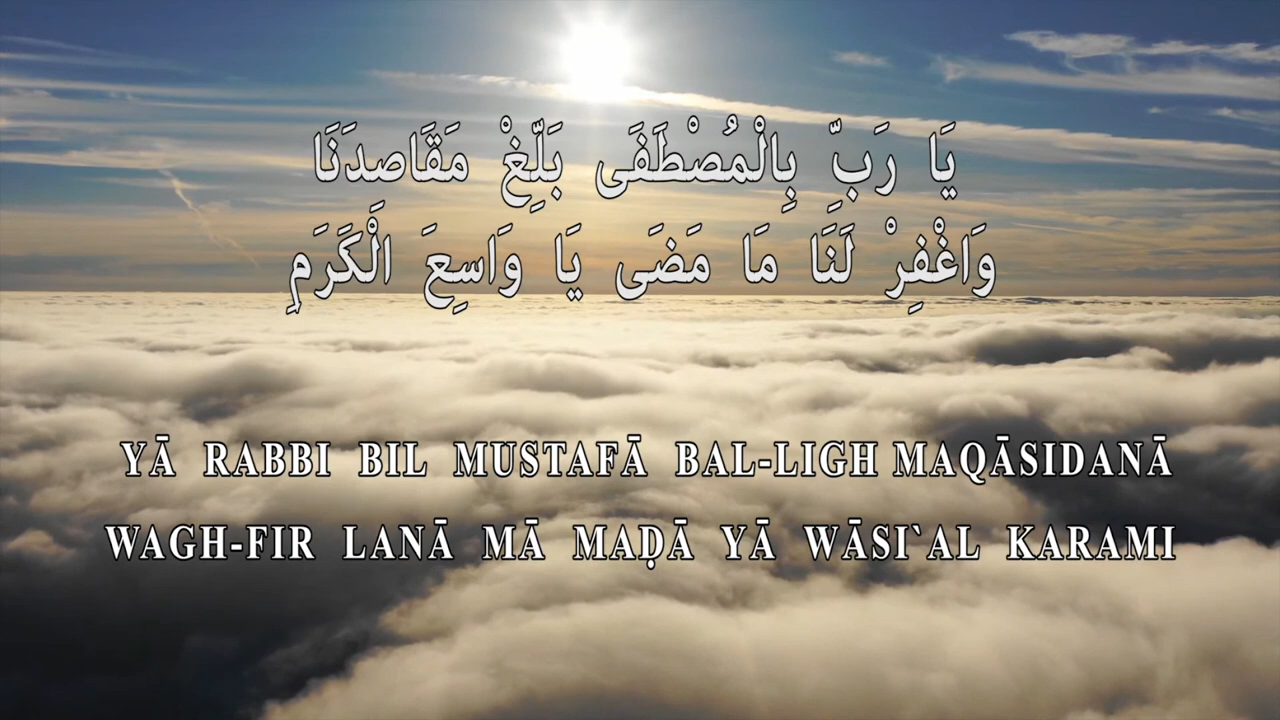 يَا رَبِّ بِالْمُصْطَفَى بَلِّغْ مَقَاصِدَنَا
وَاغْفِرْ لَنَا مَا مَضَى يَا وَاسِعَ الْكَرَمِ
YĀ RABBI BIL MUSTAFĀ BAL-LIGH MAQĀSIDANĀ
WAGH-FIR LANĀ MĀ MAḌĀ YĀ WĀSI`AL KARAMI